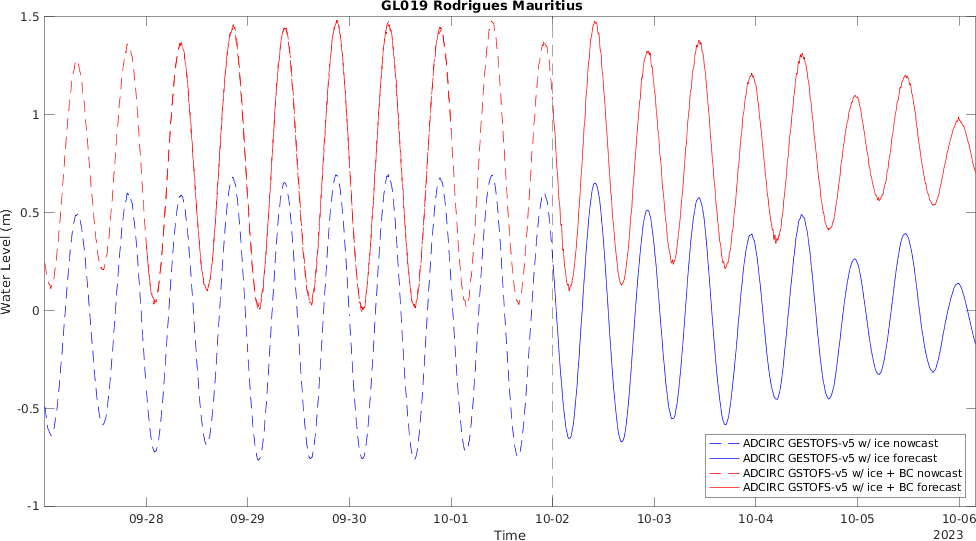 GL019 Rodrigues Mauritius
1.5
1
0.5
0
-0.5
-1
Water Level (m)
ADCIRC GESTOFS-v5 w/ ice nowcast
ADCIRC GESTOFS-v5 w/ ice forecast
ADCIRC GSTOFS-v5 w/ ice + BC nowcast
ADCIRC GSTOFS-v5 w/ ice + BC forecast
09-28 09-29 09-30 10-01 10-02 10-03 10-04 10-05 10-06
Time 2023